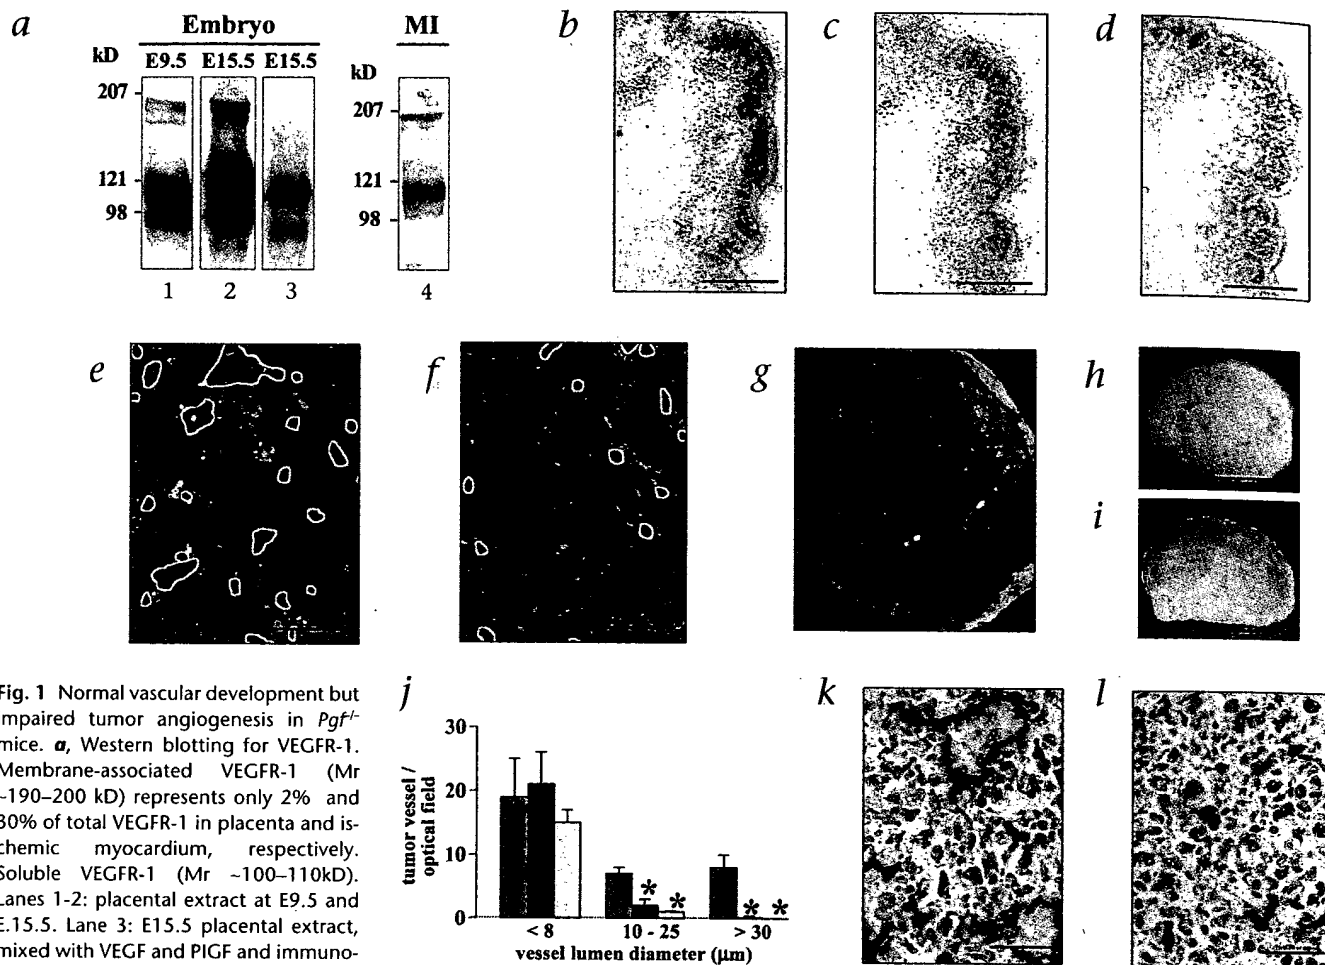 a
Embryo
MI
kD
E9.5 E15.5 E15.5
kD
207
121
98
207
121
98
1 2 3 4
b
c
d
e
f
g
h
i
Fig. 1 Normal vascular development but
impaired tumor angiogenesis in Pgf-/-
mice. a, Western blotting for VEGFR-1.
Membrane-associated VEGFR-1 (Mr
~190–200 kD) represents only 2% and
30% of total VEGFR-1 in placenta and is-
chemic myocardium, respectively.
Soluble VEGFR-1 (Mr ~100–110kD).
Lanes 1-2: placental extract at E9.5 and
E.15.5. Lane 3: E15.5 placental extract,
mixed with VEGF and PlGF and immuno-
j
tumor vessel /
optical field
30
20
10
0
* *
* *
< 8 10 - 25 > 30
vessel lumen diameter (µm)
k
l